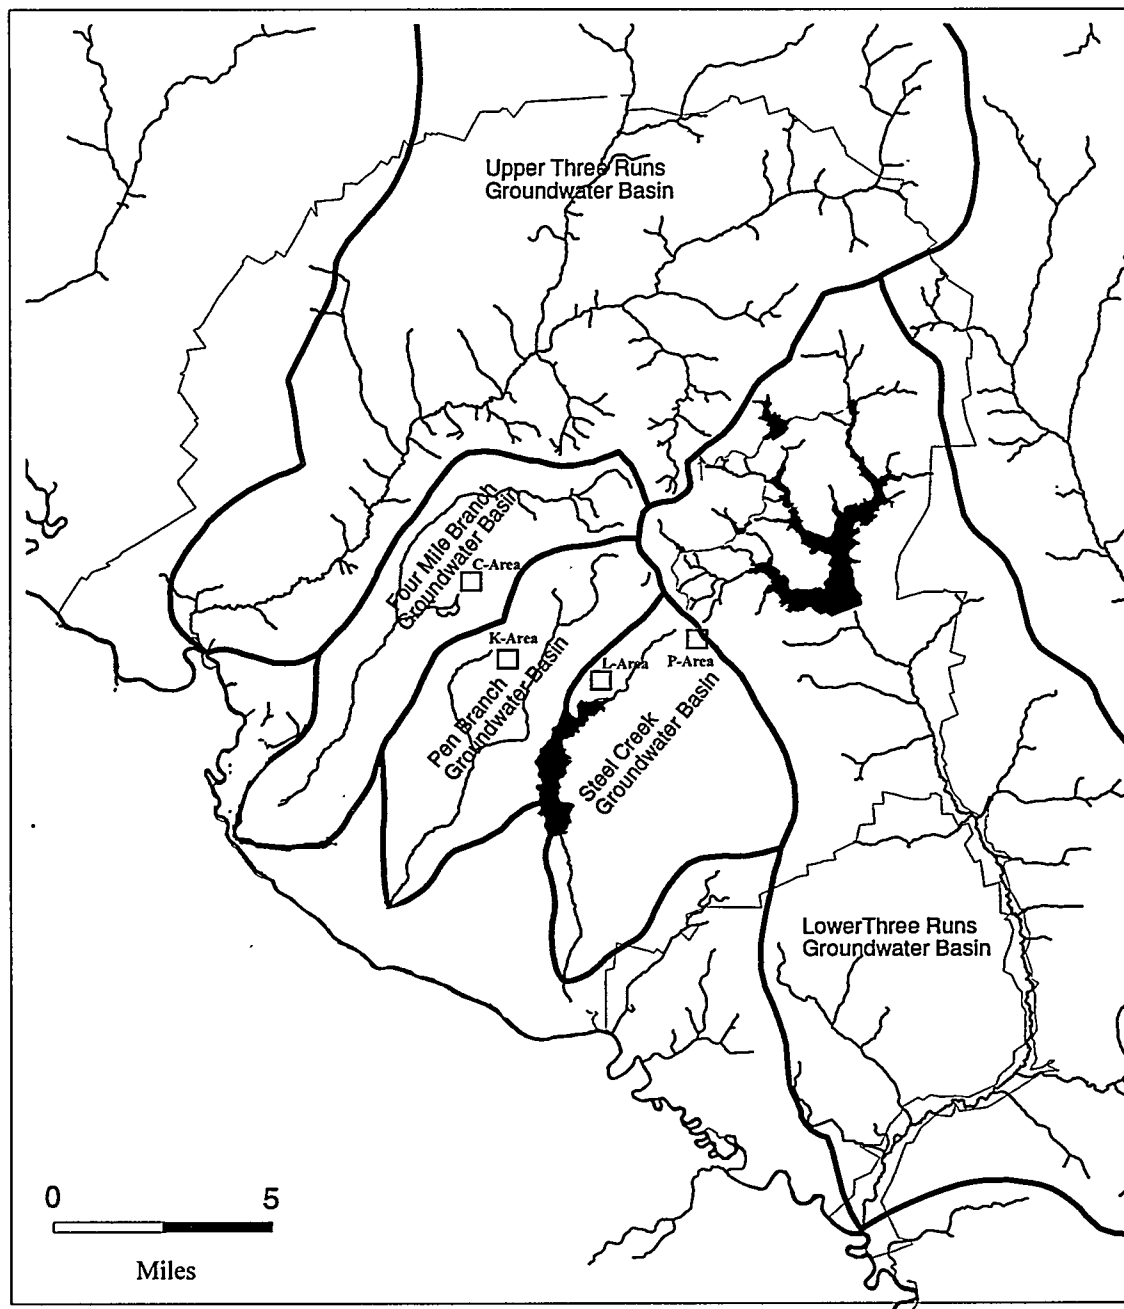 Upper Three Runs
Groundwater Basin
Four Mile Branch
Groundwater Basin
C-Area
K-Area
L-Area
P-Area
Pen Branch
Groundwater Basin
Steel Creek
Groundwater Basin
LowerThree Runs
Groundwater Basin
0 5
Miles